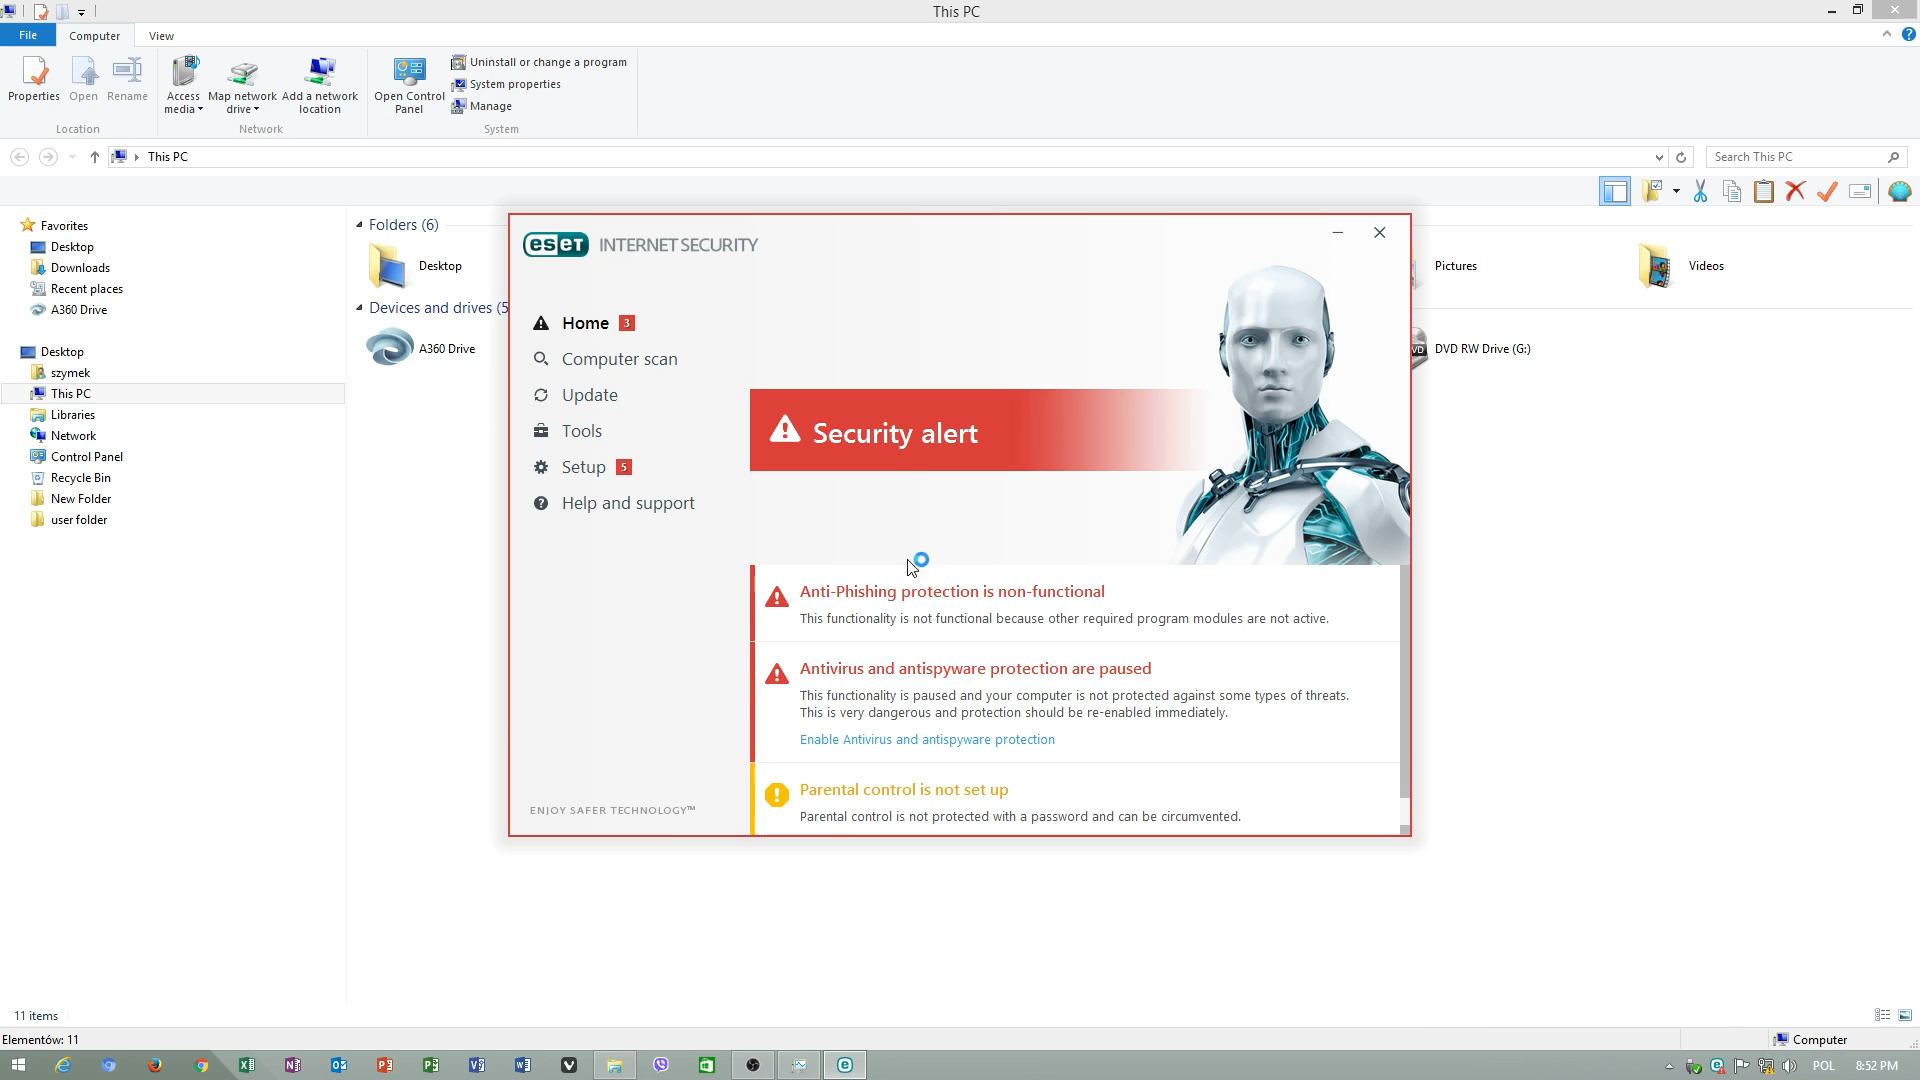 This PC
File
Computer
View
Properties
Open
Rename
Access media
Map network drive
Add a network location
Open Control Panel
Uninstall or change a program
System properties
Manage
Location
Network
System
This PC
Search This PC
Favorites
Desktop
Downloads
Recent places
A360 Drive
Desktop
szymek
This PC
Libraries
Network
Control Panel
Recycle Bin
New Folder
user folder
Folders (6)
Desktop
Pictures
Videos
Devices and drives (5
A360 Drive
DVD RW Drive (G:)
eset INTERNET SECURITY
Home 3
Computer scan
Update
Tools
Setup 5
Help and support
ENJOY SAFER TECHNOLOGY™
Security alert
Anti-Phishing protection is non-functional
This functionality is not functional because other required program modules are not active.
Antivirus and antispyware protection are paused
This functionality is paused and your computer is not protected against some types of threats.
This is very dangerous and protection should be re-enabled immediately.
Enable Antivirus and antispyware protection
Parental control is not set up
Parental control is not protected with a password and can be circumvented.
11 items
Elementów: 11
Computer
POL
8:52 PM